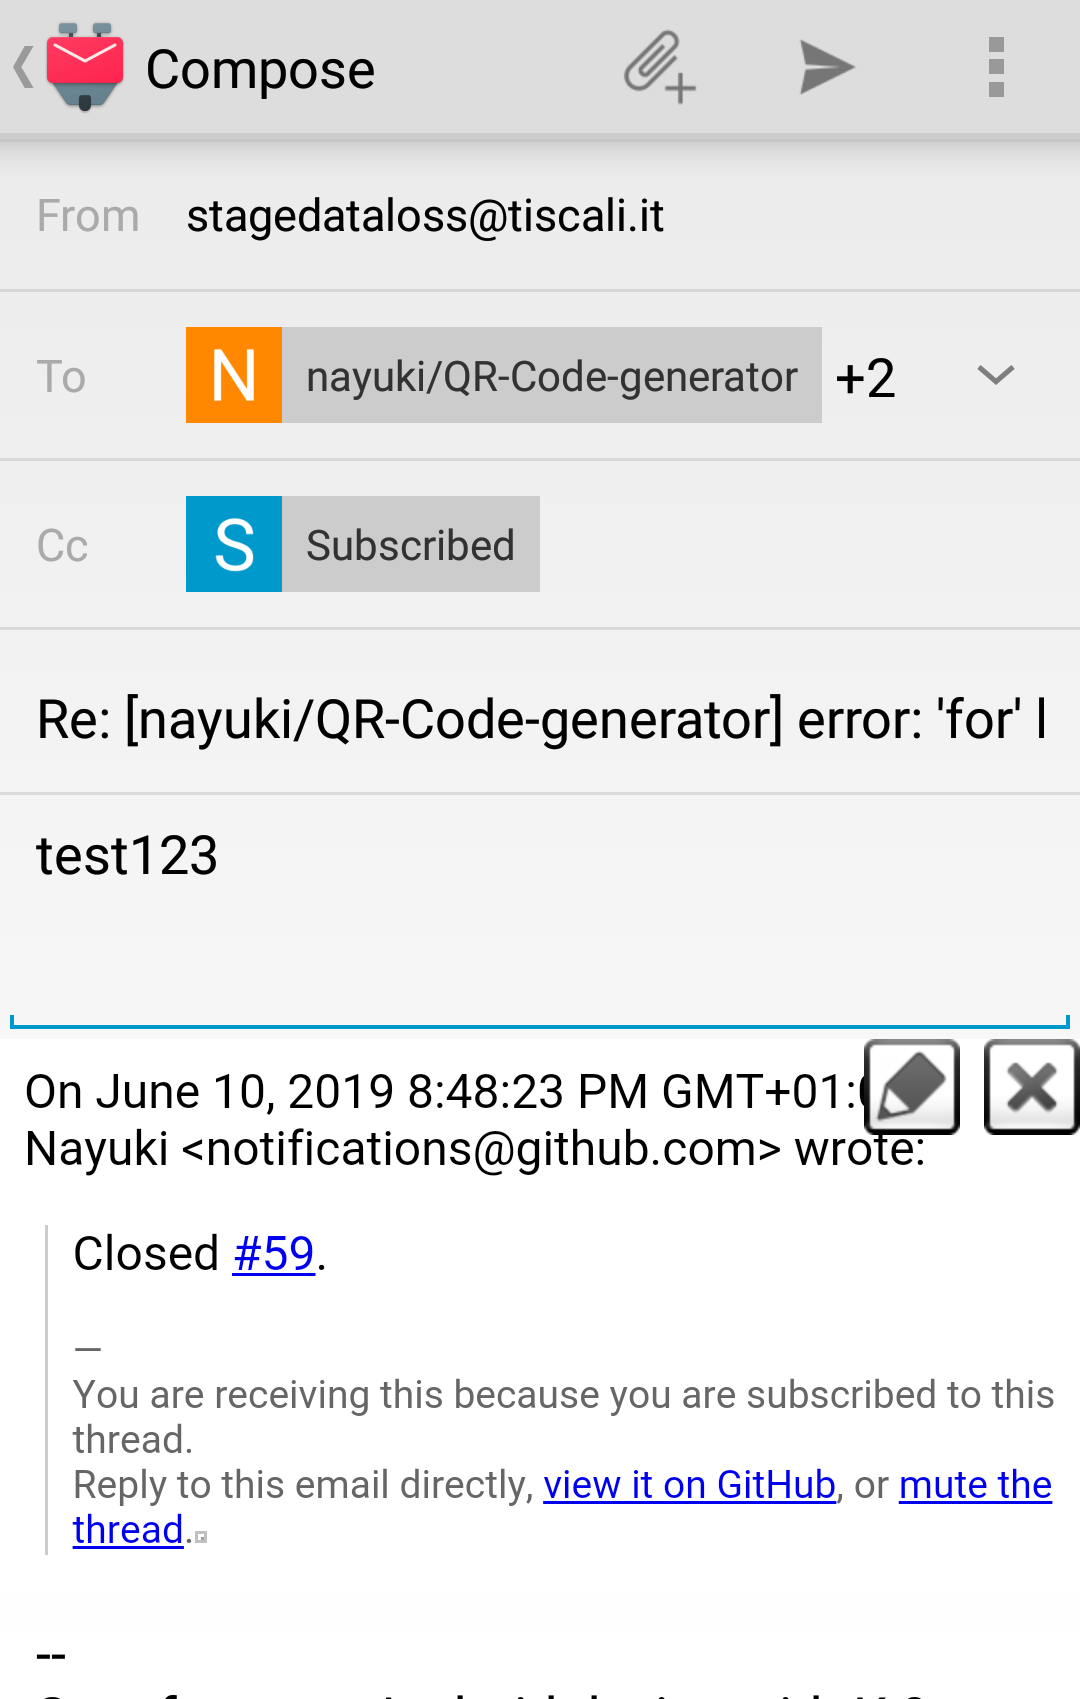 Compose
From stagedataloss@tiscali.it
To N nayuki/QR-Code-generator +2
Cc S Subscribed
Re: [nayuki/QR-Code-generator] error: 'for' l
test123
On June 10, 2019 8:48:23 PM GMT+01:
Nayuki <notifications@github.com> wrote:
Closed #59.
—
You are receiving this because you are subscribed to this
thread.
Reply to this email directly, view it on GitHub, or mute the
thread.
--